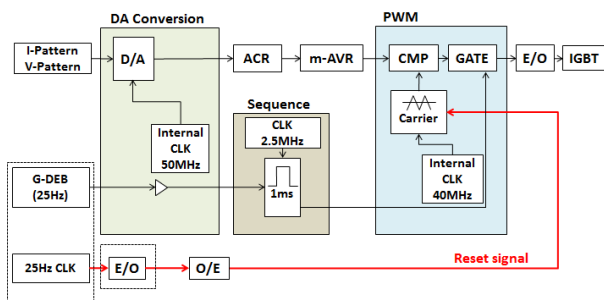 DA Conversion
PWM
I-Pattern
V-Pattern
D/A
ACR
m-AVR
CMP
GATE
E/O
IGBT
Sequence
CLK
2.5MHz
Carrier
Internal
CLK
50MHz
Internal
CLK
40MHz
G-DEB
(25Hz)
1ms
25Hz CLK
E/O
O/E
Reset signal